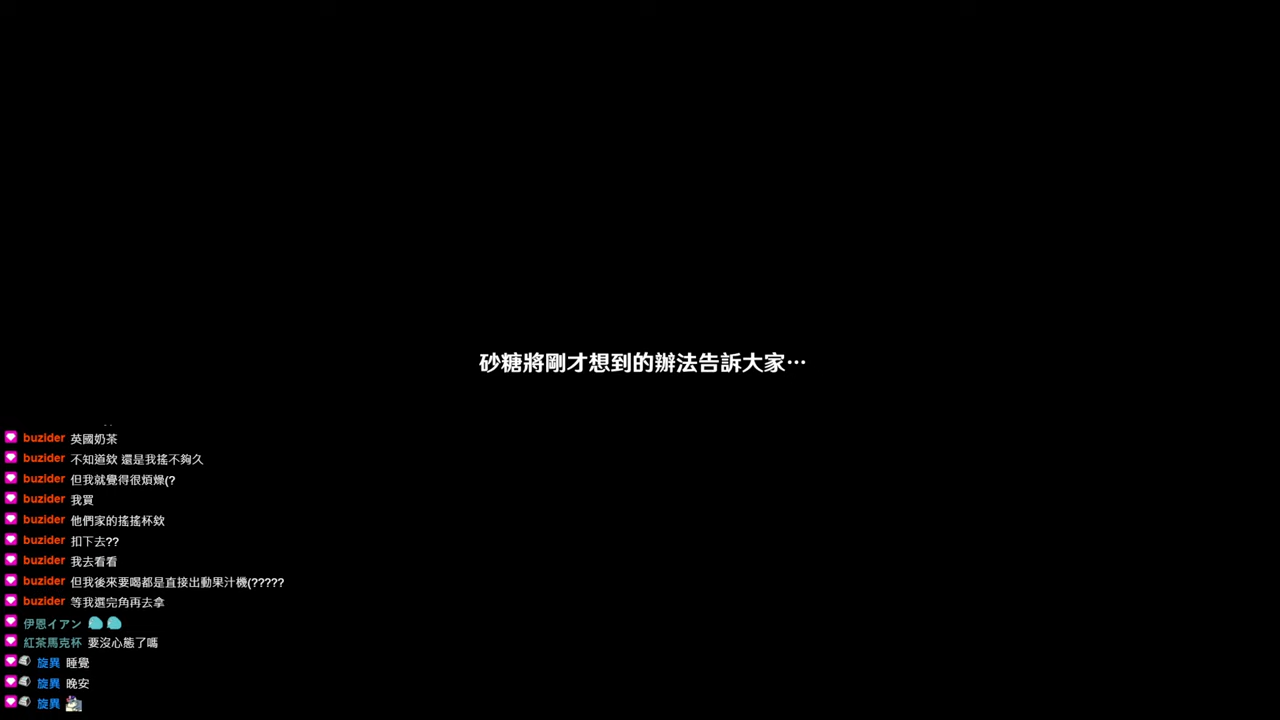 砂糖將剛才想到的辦法告訴大家…
buzider 英國奶茶
buzider 不知道欸 還是我搖不夠久
buzider 但我就覺得很煩燥(?
buzider 我買
buzider 他們家的搖搖杯欸
buzider 扣下去??
buzider 我去看看
buzider 但我後來要喝都是直接出動果汁機(?????
buzider 等我選完角再去拿
伊恩イアン
紅茶馬克杯 要沒心態了嗎
旋異 睡覺
旋異 晚安
旋異